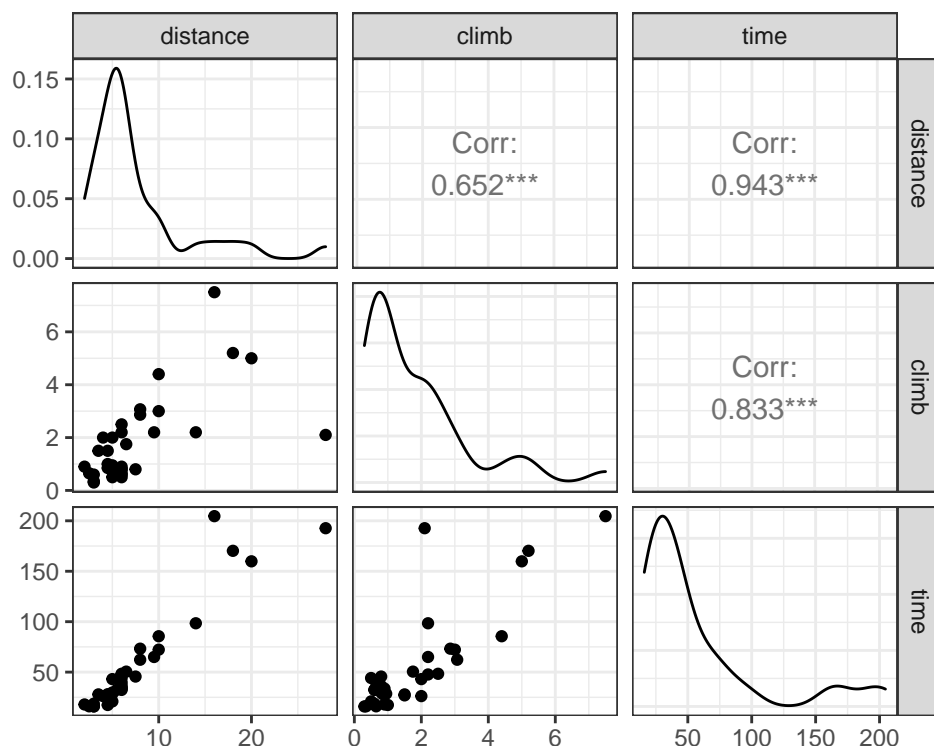 distance climb time
0.15
0.10
0.05
0.00
Corr:
0.652***
Corr:
0.943***
distance
6
4
2
0
Corr:
0.833***
climb
200
150
100
50
time
10 20
0 2 4 6
50 100 150 200